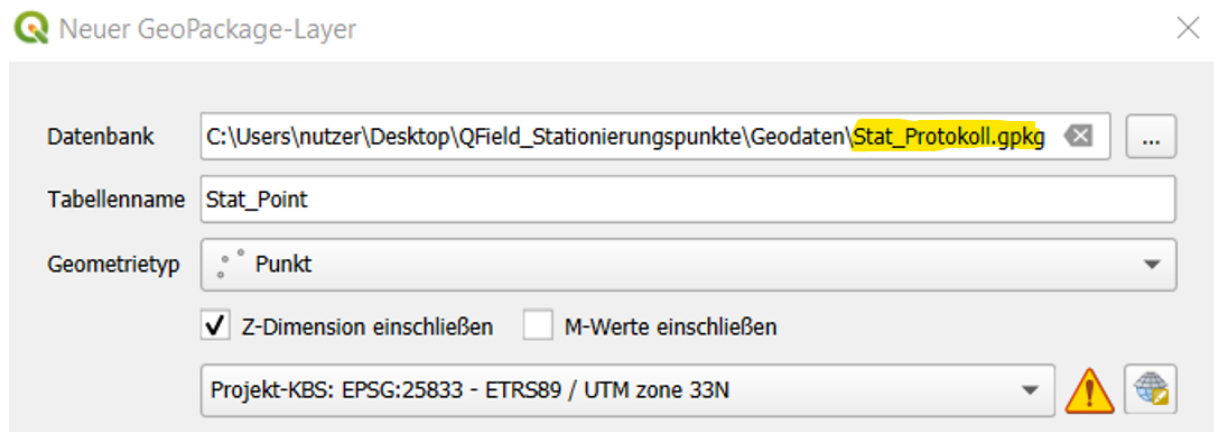 Neuer GeoPackage-Layer
Datenbank C:\Users\nutzer\Desktop\QField_Stationierungspunkte\Geodaten\Stat_Protokoll.gpkg ...
Tabellenname Stat_Point
Geometrietyp Punkt
Z-Dimension einschließen M-Werte einschließen
Projekt-KBS: EPSG:25833 - ETRS89 / UTM zone 33N